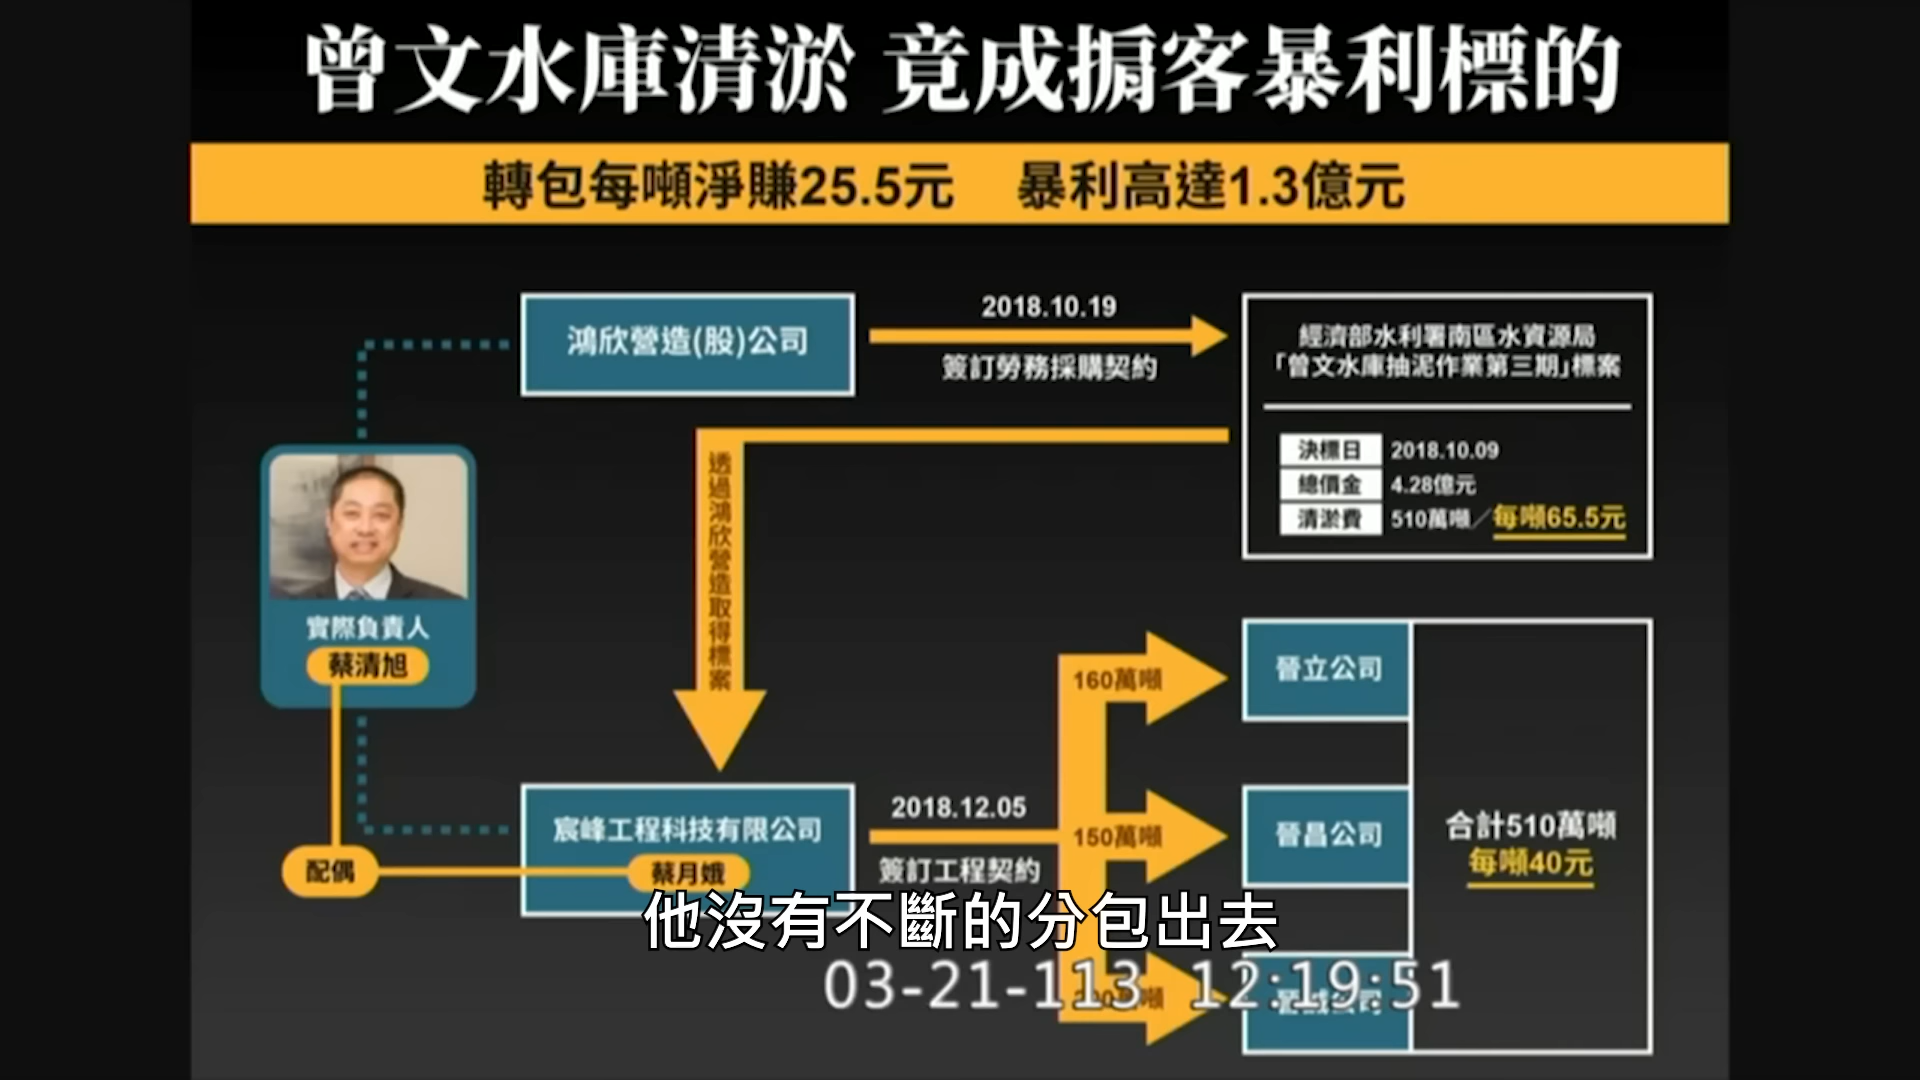 曾文水庫清淤 竟成掮客暴利標的
轉包每噸淨賺25.5元 暴利高達1.3億元
鴻欣營造(股)公司
2018.10.19
簽訂勞務採購契約
經濟部水利署南區水資源局
「曾文水庫抽泥作業第三期」標案
決標日 2018.10.09
總價金 4.28億元
清淤費 510萬噸／每噸65.5元
透過鴻欣營造取得標案
實際負責人
蔡清旭
配偶
宸峰工程科技有限公司
蔡月娥
2018.12.05
簽訂工程契約
160萬噸
晉立公司
150萬噸
晉昌公司
合計510萬噸
每噸40元
他沒有不斷的分包出去
03-21-113 12:19:51